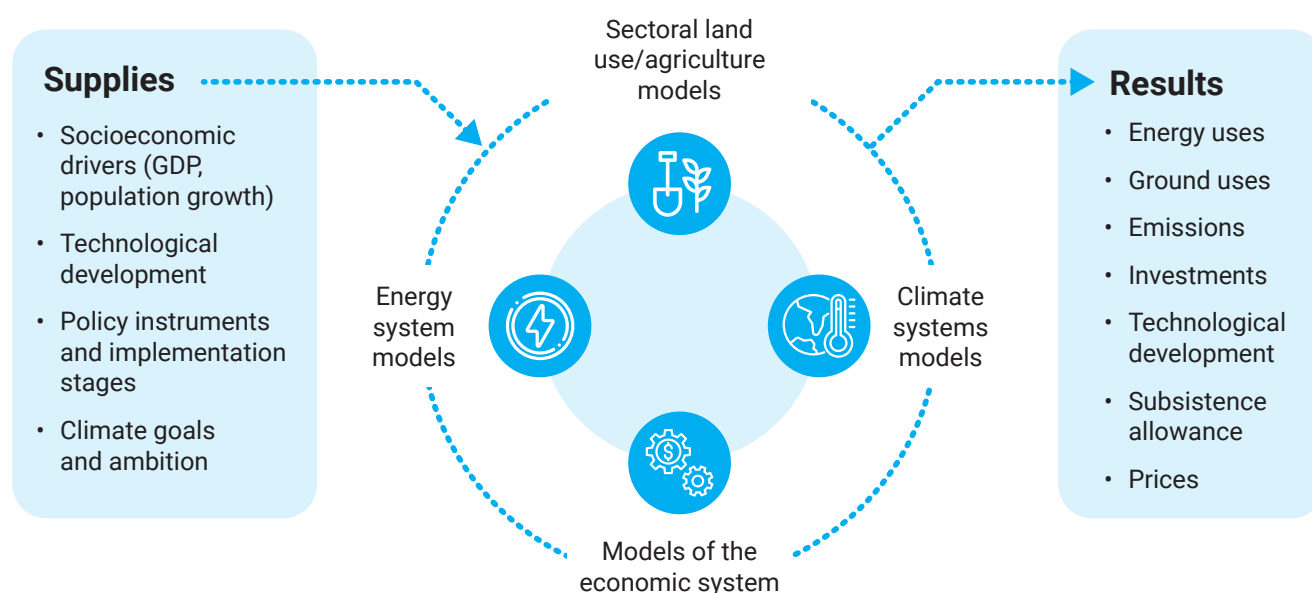 Supplies
• Socioeconomic
drivers (GDP,
population growth)
• Technological
development
• Policy instruments
and implementation
stages
• Climate goals
and ambition
Sectoral land
use/agriculture
models
Energy
system
models
$
Climate
systems
models
Models of the
economic system
Results
• Energy uses
• Ground uses
• Emissions
• Investments
• Technological
development
• Subsistence
allowance
• Prices